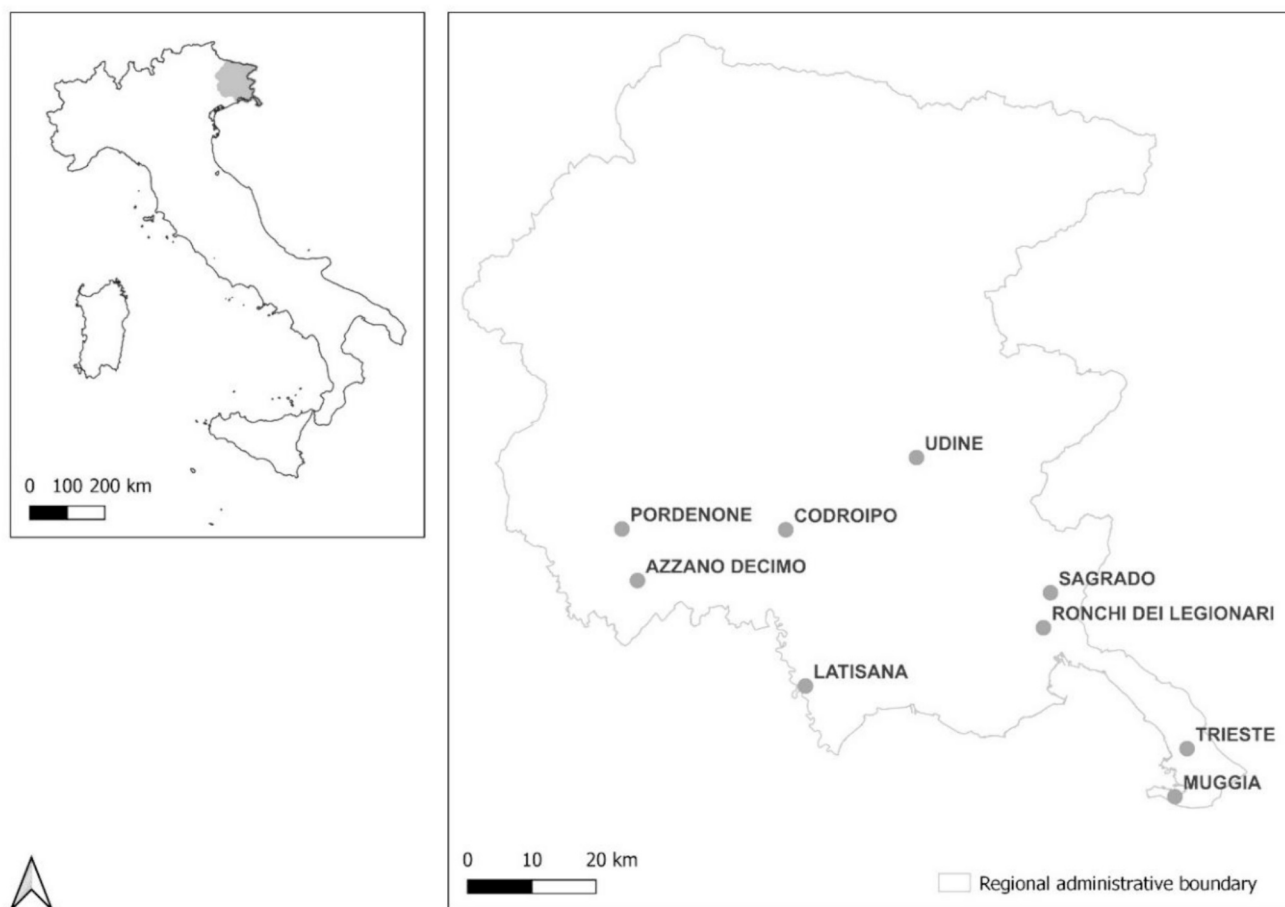 0 100 200 km
UDINE
PORDENONE
CODROIPO
AZZANO DECIMO
SAGRADO
RONCHI DEI LEGIONARI
LATISANA
TRIESTE
MUGGIA
0 10 20 km
Regional administrative boundary